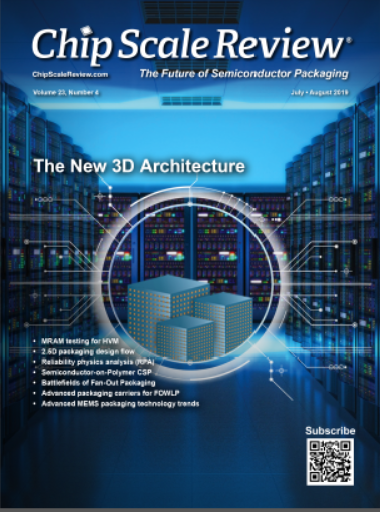 Chip Scale Review®
ChipScaleReview.com
The Future of Semiconductor Packaging
Volume 23, Number 4
July • August 2019
The New 3D Architecture
• MRAM testing for HVM
• 2.5D packaging design flow
• Reliability physics analysis (RPA)
• Semiconductor-on-Polymer CSP
• Battlefields of Fan-Out Packaging
• Advanced packaging carriers for FOWLP
• Advanced MEMS packaging technology trends
Subscribe